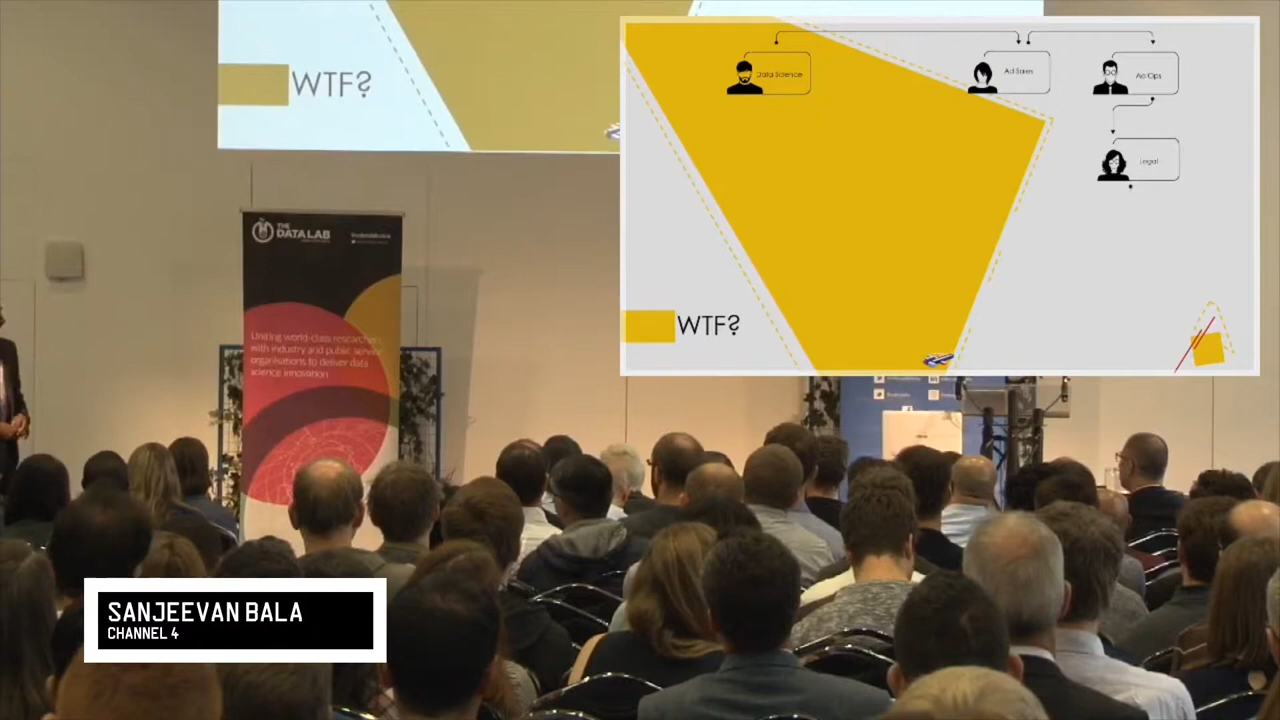 WTF?
Data Science
Ad Sales
Ad Ops
Legal
WTF?
THE
DATA LAB
Uniting world-class researchers
with industry and public service
organisations to deliver data
science innovation
SANJEEVAN BALA
CHANNEL 4